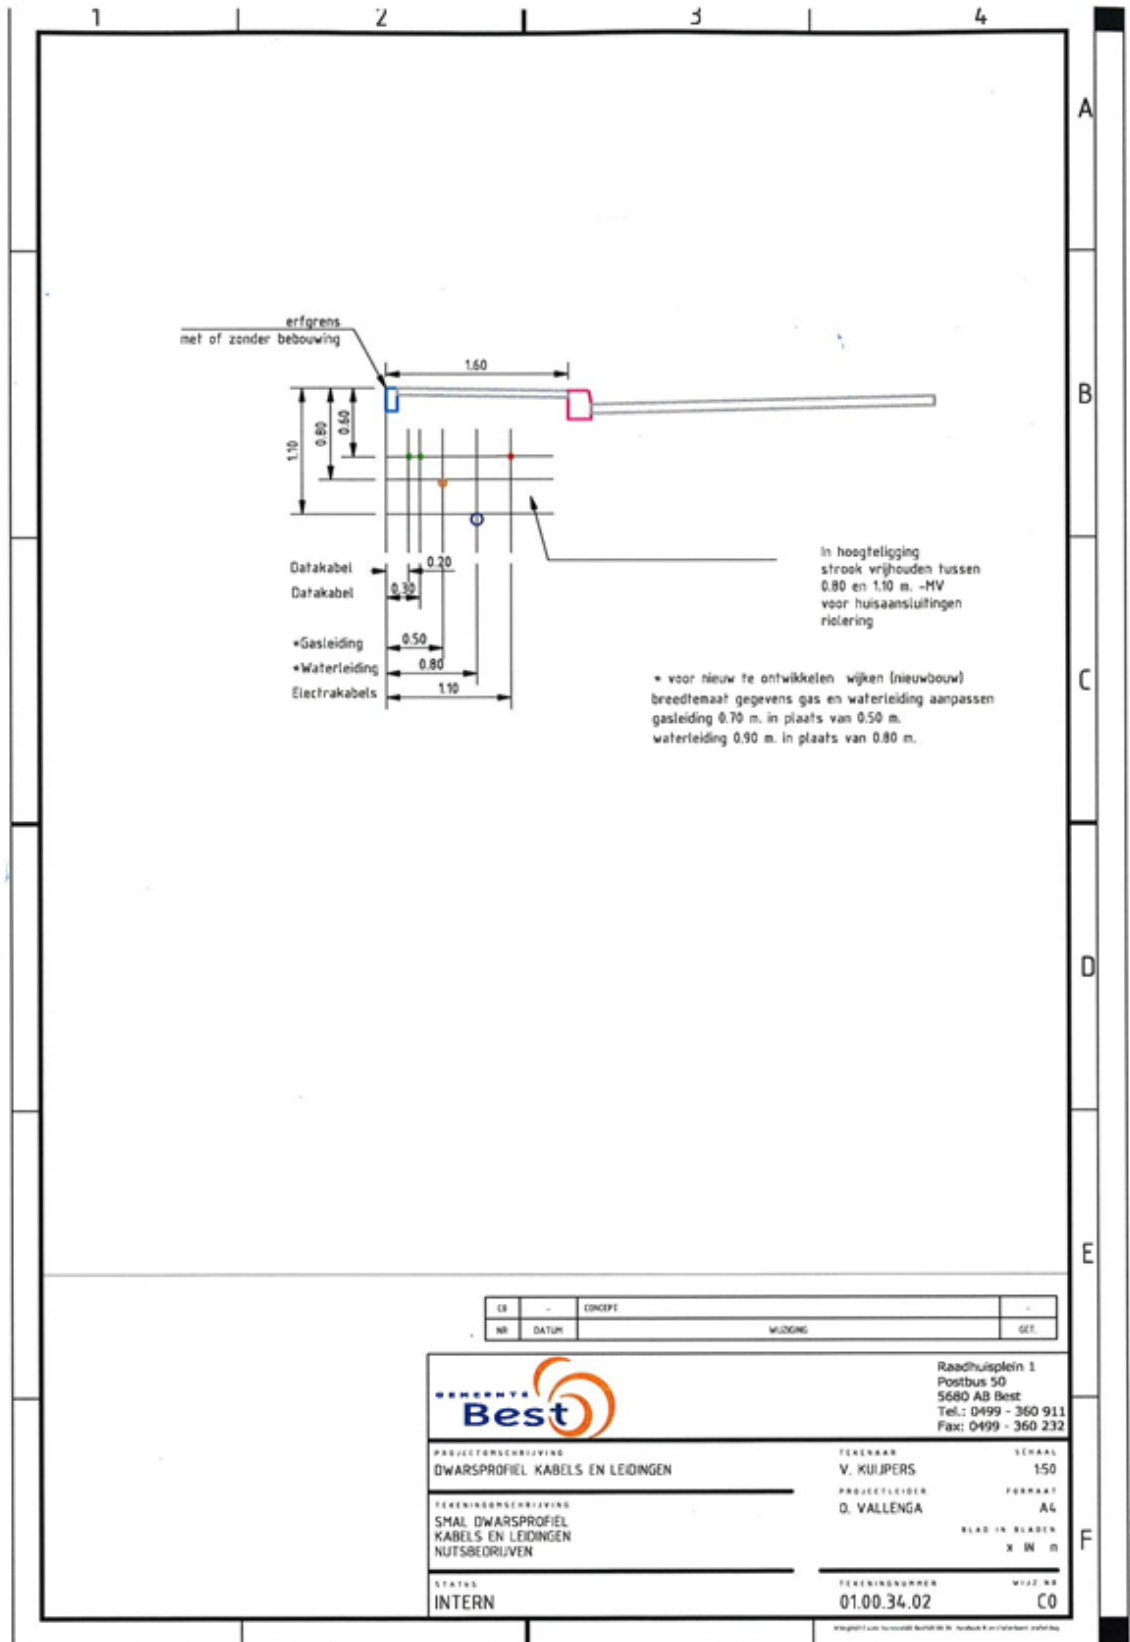 1 2 3 4
A
B
C
D
E
F
erfgrens
met of zonder bebouwing
1.60
1.10
0.80
0.60
Datakabel
0.20
Datakabel
0.30
*Gasleiding
0.50
*Waterleiding
0.80
Electrakabels
1.10
In hoogteligging
strook vrijhouden tussen
0.80 en 1.10 m. -MV
voor huisaansluitingen
riolering
* voor nieuw te ontwikkelen wijken (nieuwbouw)
breedtemaat gegevens gas en waterleiding aanpassen
gasleiding 0.70 m. in plaats van 0.50 m.
waterleiding 0.90 m. in plaats van 0.80 m.
C0 - CONCEPT -
NR DATUM WIJZIGING GET.
GEMEENTE
Best
Raadhuisplein 1
Postbus 50
5680 AB Best
Tel.: 0499 - 360 911
Fax: 0499 - 360 232
PROJECTOMSCHRIJVING
DWARSPROFIEL KABELS EN LEIDINGEN
TEKENAAR
V. KUIJPERS
SCHAAL
1:50
PROJECTLEIDER
O. VALLENGA
FORMAAT
A4
TEKENINGOMSCHRIJVING
SMAL DWARSPROFIEL
KABELS EN LEIDINGEN
NUTSBEDRIJVEN
BLAD IN BLADEN
x IN n
STATUS
INTERN
TEKENINGNUMMER
01.00.34.02
WIJZ.NR
C0